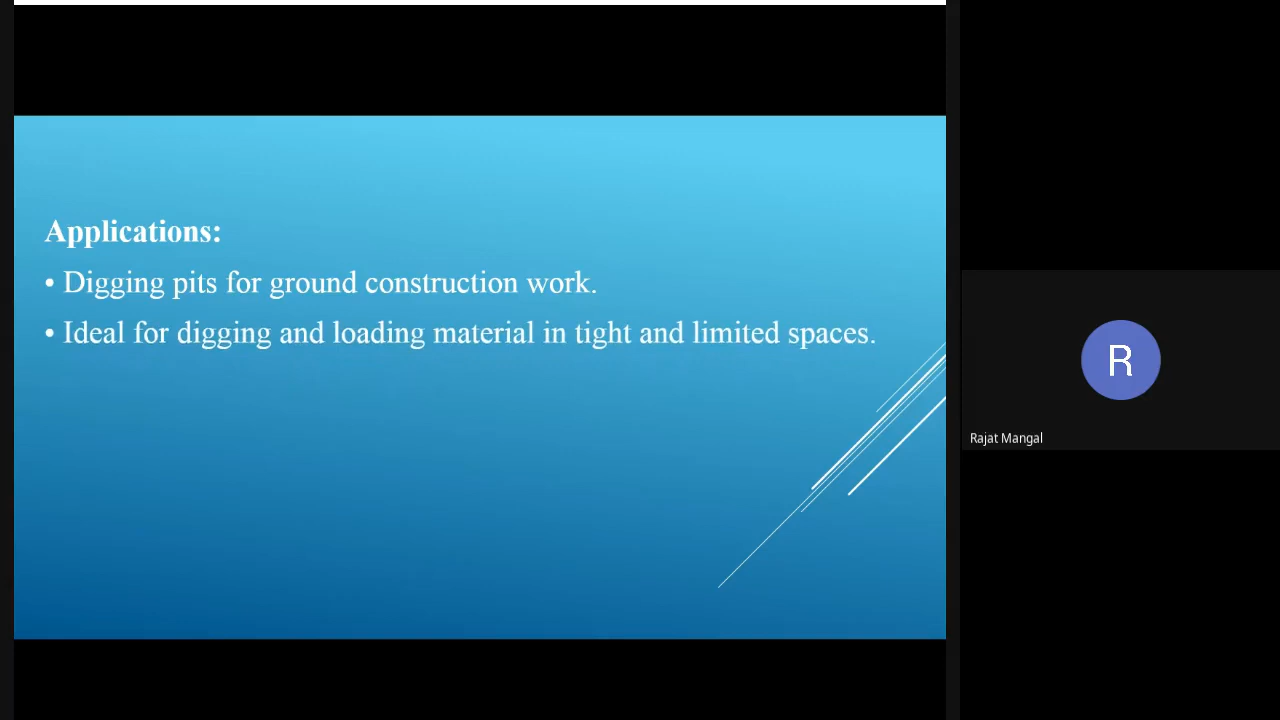 Applications:
• Digging pits for ground construction work.
• Ideal for digging and loading material in tight and limited spaces.
R
Rajat Mangal